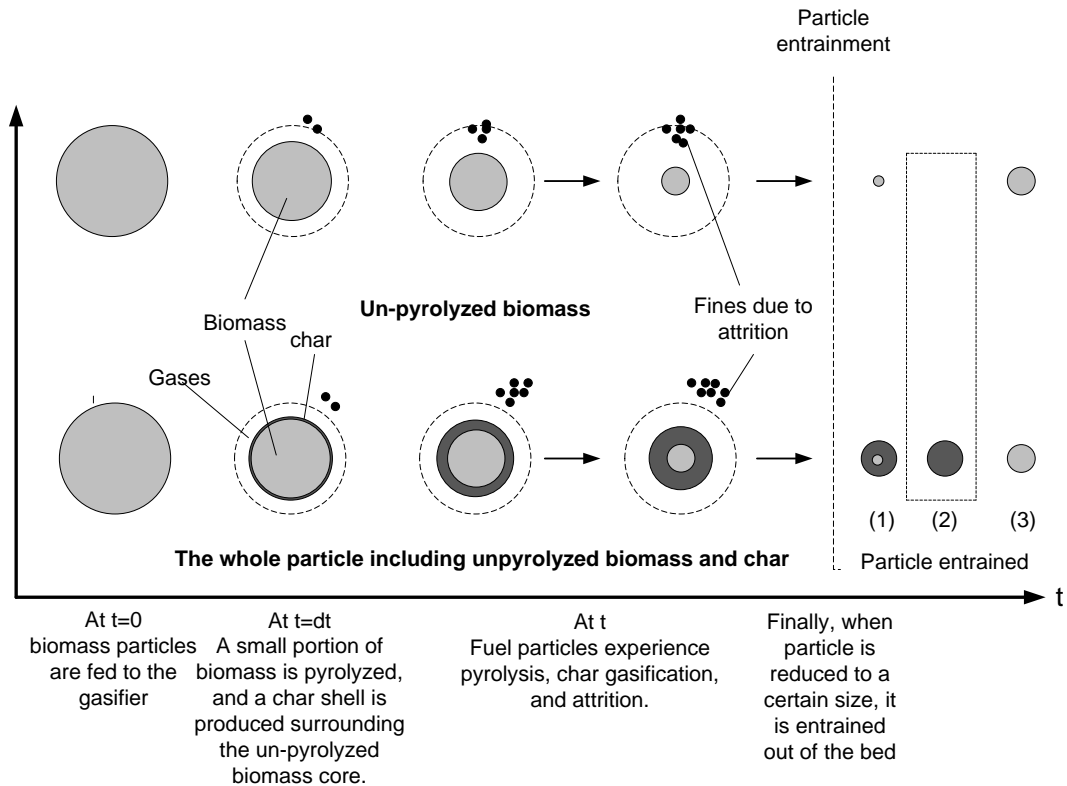 Particle
entrainment
Un-pyrolyzed biomass
Fines due to
attrition
Biomass
char
Gases
(1) (2) (3)
The whole particle including unpyrolyzed biomass and char
Particle entrained
t
At t=0
biomass particles
are fed to the
gasifier
At t=dt
A small portion of
biomass is pyrolyzed,
and a char shell is
produced surrounding
the un-pyrolyzed
biomass core.
At t
Fuel particles experience
pyrolysis, char gasification,
and attrition.
Finally, when
particle is
reduced to a
certain size, it
is entrained
out of the bed